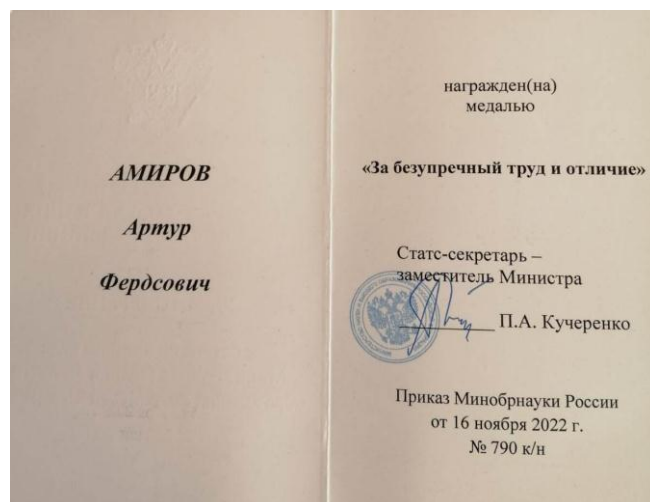 АМИРОВ
Артур
Фердсович
награжден(на)
медалью
«За безупречный труд и отличие»
Статс-секретарь –
заместитель Министра
П.А. Кучеренко
Приказ Минобрнауки России
от 16 ноября 2022 г.
№ 790 к/н